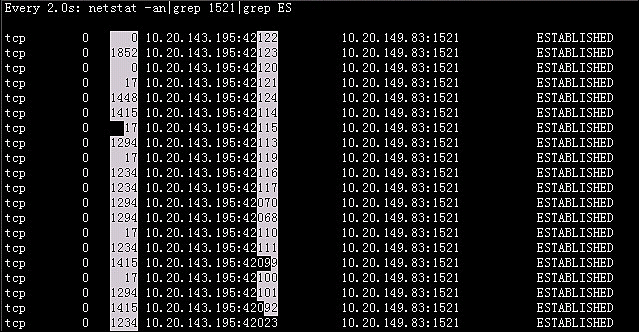 Every 2.0s: netstat -an|grep 1521|grep ES
tcp 0 0 10.20.143.195:42122 10.20.149.83:1521 ESTABLISHED
tcp 0 1852 10.20.143.195:42123 10.20.149.83:1521 ESTABLISHED
tcp 0 0 10.20.143.195:42120 10.20.149.83:1521 ESTABLISHED
tcp 0 17 10.20.143.195:42121 10.20.149.83:1521 ESTABLISHED
tcp 0 1448 10.20.143.195:42124 10.20.149.83:1521 ESTABLISHED
tcp 0 1415 10.20.143.195:42114 10.20.149.83:1521 ESTABLISHED
tcp 0 17 10.20.143.195:42115 10.20.149.83:1521 ESTABLISHED
tcp 0 1294 10.20.143.195:42113 10.20.149.83:1521 ESTABLISHED
tcp 0 17 10.20.143.195:42119 10.20.149.83:1521 ESTABLISHED
tcp 0 1234 10.20.143.195:42116 10.20.149.83:1521 ESTABLISHED
tcp 0 1234 10.20.143.195:42117 10.20.149.83:1521 ESTABLISHED
tcp 0 1294 10.20.143.195:42070 10.20.149.83:1521 ESTABLISHED
tcp 0 1294 10.20.143.195:42068 10.20.149.83:1521 ESTABLISHED
tcp 0 17 10.20.143.195:42110 10.20.149.83:1521 ESTABLISHED
tcp 0 1234 10.20.143.195:42111 10.20.149.83:1521 ESTABLISHED
tcp 0 1415 10.20.143.195:42099 10.20.149.83:1521 ESTABLISHED
tcp 0 17 10.20.143.195:42100 10.20.149.83:1521 ESTABLISHED
tcp 0 1294 10.20.143.195:42101 10.20.149.83:1521 ESTABLISHED
tcp 0 1415 10.20.143.195:42092 10.20.149.83:1521 ESTABLISHED
tcp 0 1234 10.20.143.195:42023 10.20.149.83:1521 ESTABLISHED